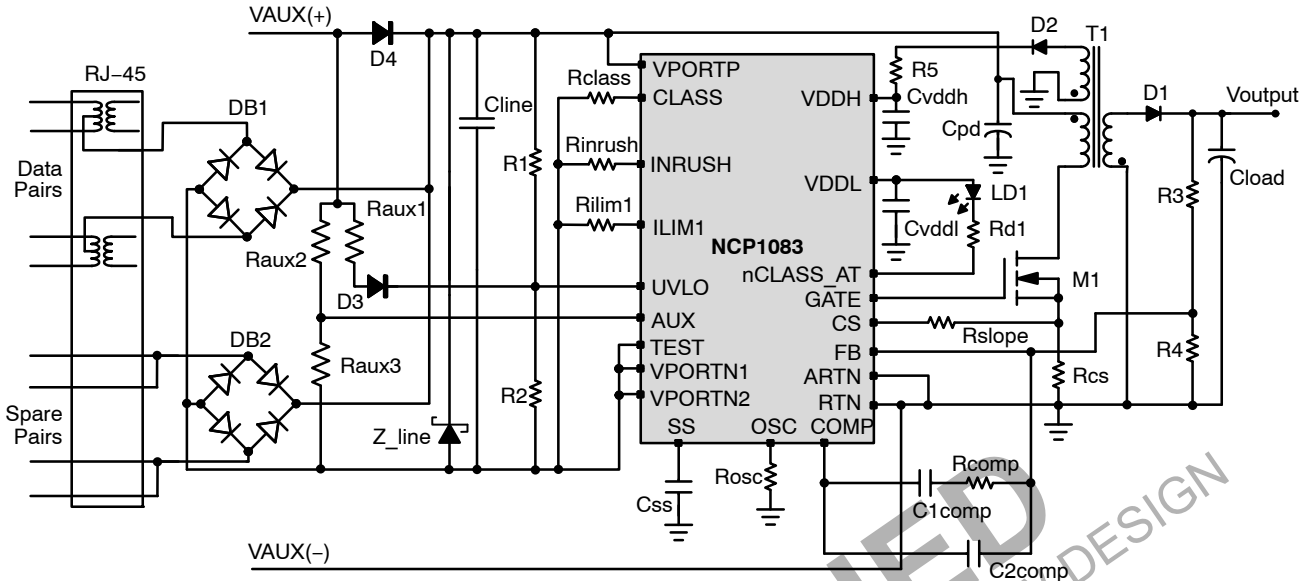 VAUX(+)
D4
RJ−45
DB1
Data
Pairs
Raux1
Raux2
D3
DB2
Raux3
Spare
Pairs
Z_line
Cline
R1
R2
Rclass
Rinrush
Rilim1
VPORTP
CLASS
INRUSH
ILIM1
NCP1083
UVLO
AUX
TEST
VPORTN1
VPORTN2
SS
OSC
COMP
VDDH
VDDL
nCLASS_AT
GATE
CS
FB
ARTN
RTN
Css
Rosc
R5
Cvddh
Cvddl
D2
T1
Cpd
LD1
Rd1
M1
Rslope
Rcs
D1
Voutput
R3
Cload
R4
Rcomp
C1comp
C2comp
VAUX(−)
DESIGN